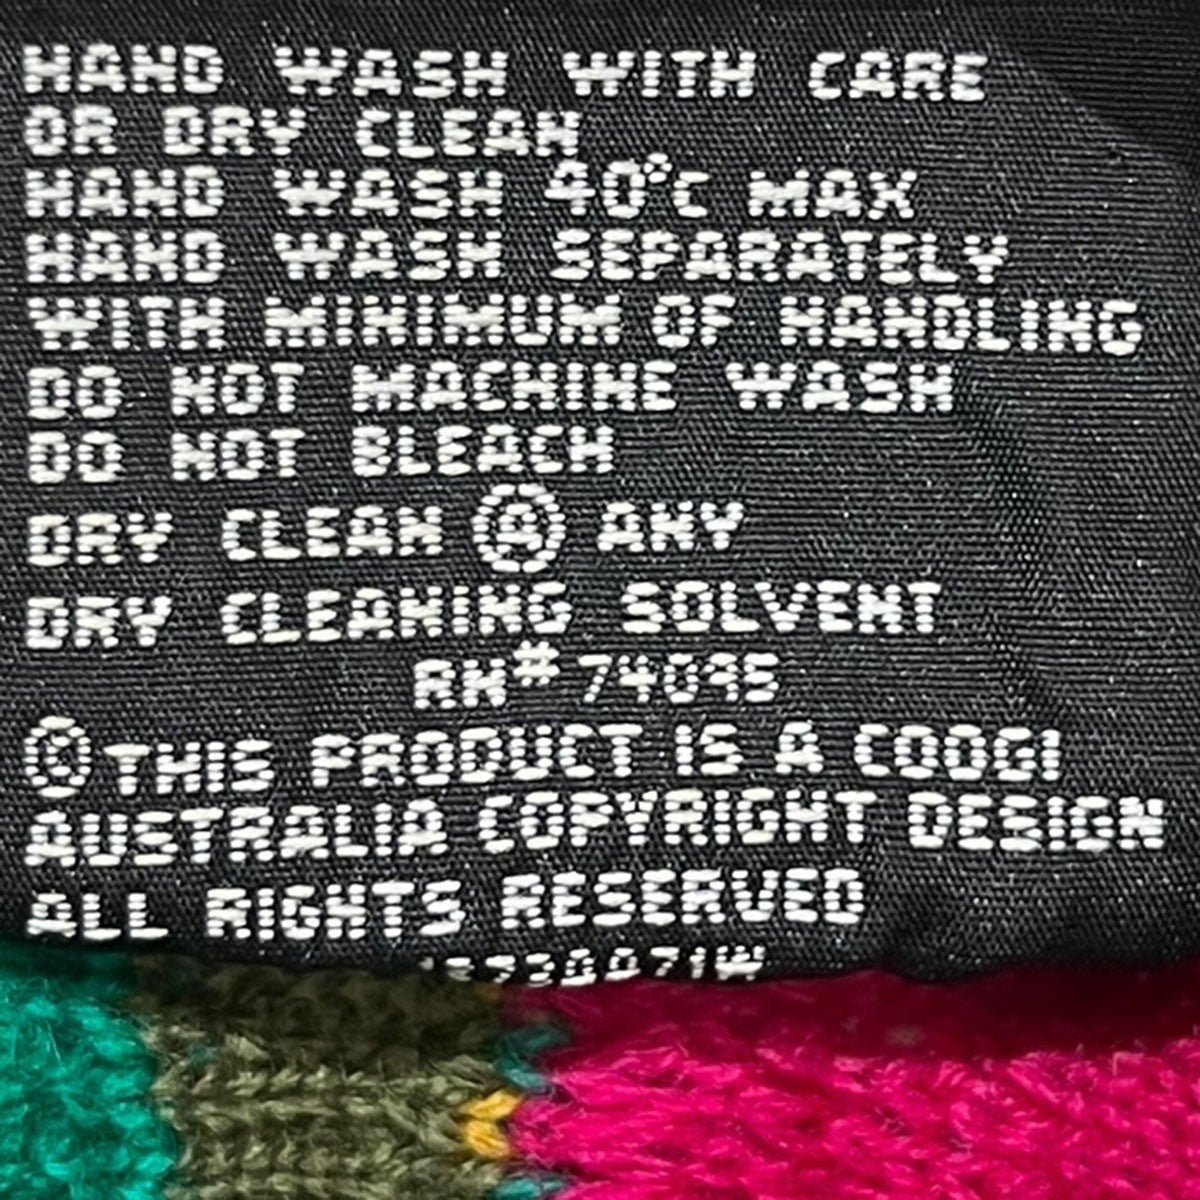 HAND WASH WITH CARE
OR DRY CLEAN
HAND WASH 40°C MAX
HAND WASH SEPARATELY
WITH MINIMUM OF HANDLING
DO NOT MACHINE WASH
DO NOT BLEACH
DRY CLEAN Ⓐ ANY
DRY CLEANING SOLVENT
RN# 74095
© THIS PRODUCT IS A COOGI
AUSTRALIA COPYRIGHT DESIGN
ALL RIGHTS RESERVED